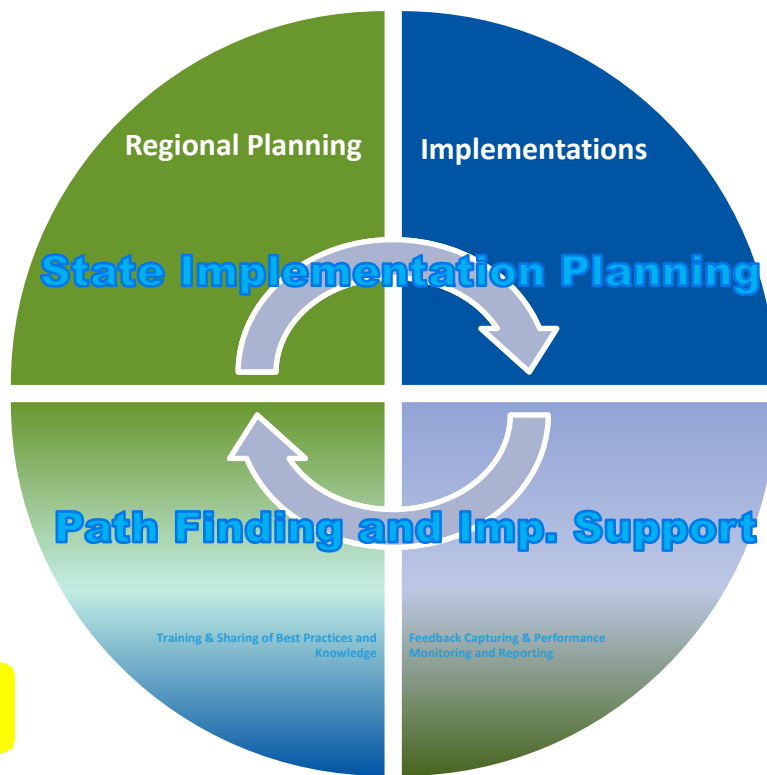 Regional Planning
Implementations
State Implementation Planning
Path Finding and Imp. Support
Training & Sharing of Best Practices and
Knowledge
Feedback Capturing & Performance
Monitoring and Reporting